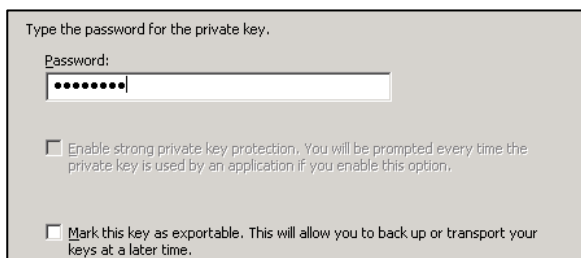 Type the password for the private key.
Password:
●●●●●●●●
Enable strong private key protection. You will be prompted every time the
private key is used by an application if you enable this option.
Mark this key as exportable. This will allow you to back up or transport your
keys at a later time.